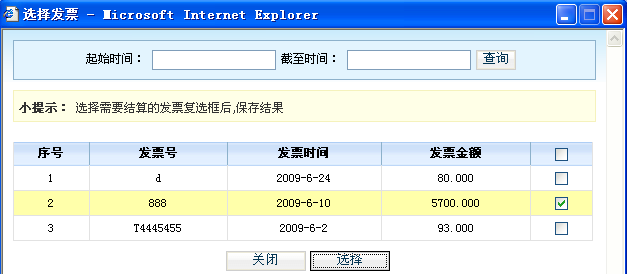 选择发票 - Microsoft Internet Explorer
起始时间： 截至时间： 查询
小提示： 选择需要结算的发票复选框后,保存结果
序号 发票号 发票时间 发票金额
1 d 2009-6-24 80.000
2 888 2009-6-10 5700.000
3 T4445455 2009-6-2 93.000
关闭 选择